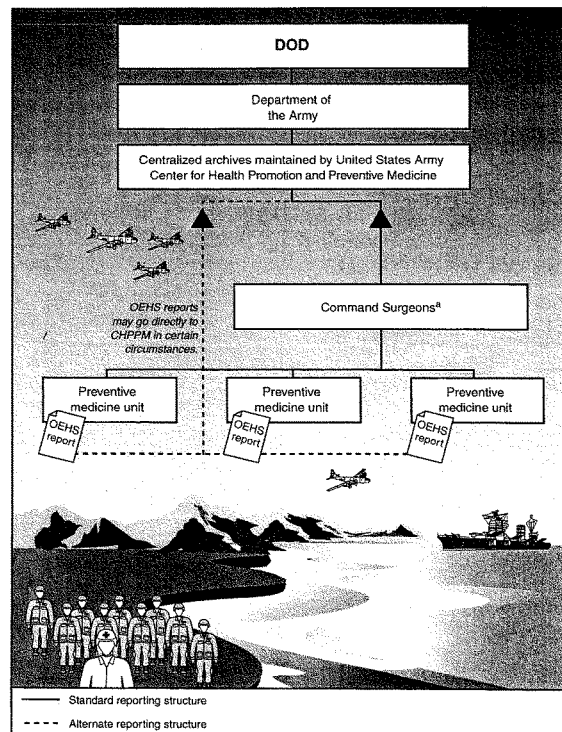 DOD
Department of
the Army
Centralized archives maintained by United States Army
Center for Health Promotion and Preventive Medicine
OEHS reports
may go directly to
CHPPM in certain
circumstances.
Command Surgeonsᵃ
Preventive
medicine unit
OEHS
report
Preventive
medicine unit
OEHS
report
Preventive
medicine unit
OEHS
report
Standard reporting structure
Alternate reporting structure